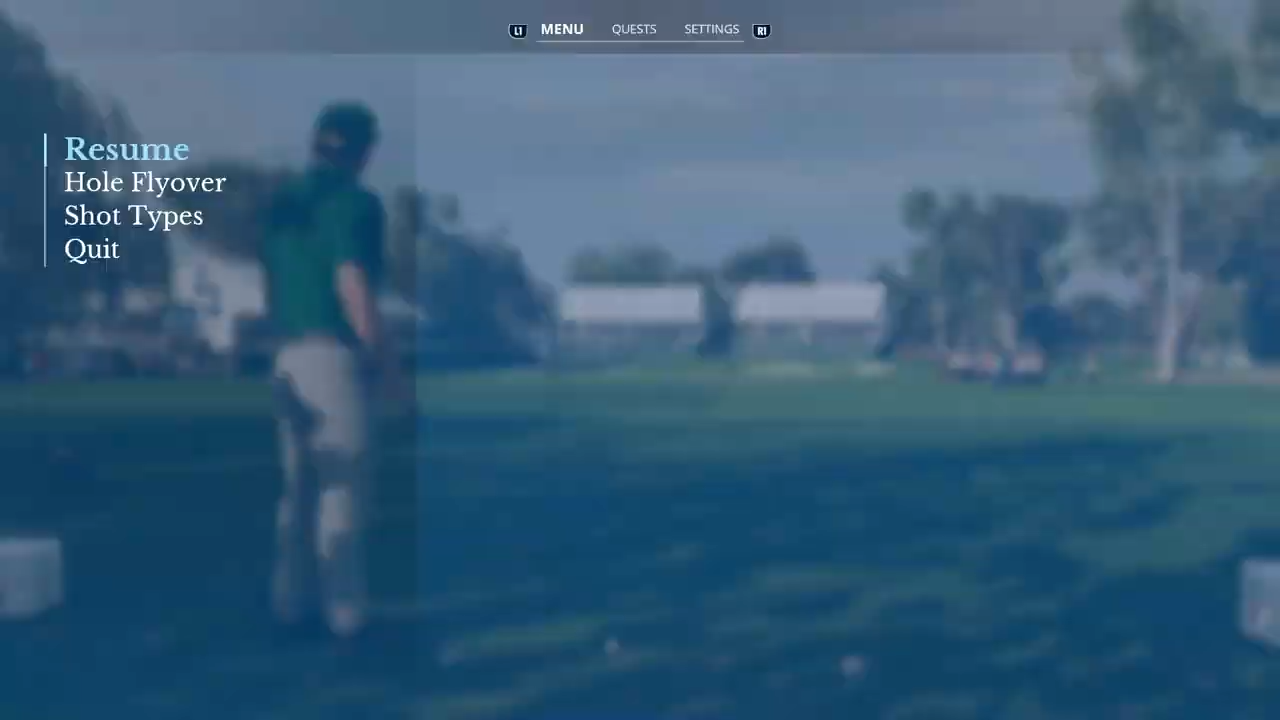 L1 MENU QUESTS SETTINGS R1
Resume
Hole Flyover
Shot Types
Quit